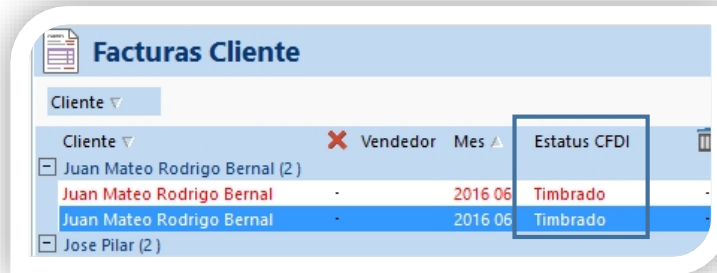 Facturas Cliente
Cliente
Cliente Vendedor Mes Estatus CFDI
Juan Mateo Rodrigo Bernal (2)
Juan Mateo Rodrigo Bernal - 2016 06 Timbrado -
Juan Mateo Rodrigo Bernal - 2016 06 Timbrado -
Jose Pilar (2)